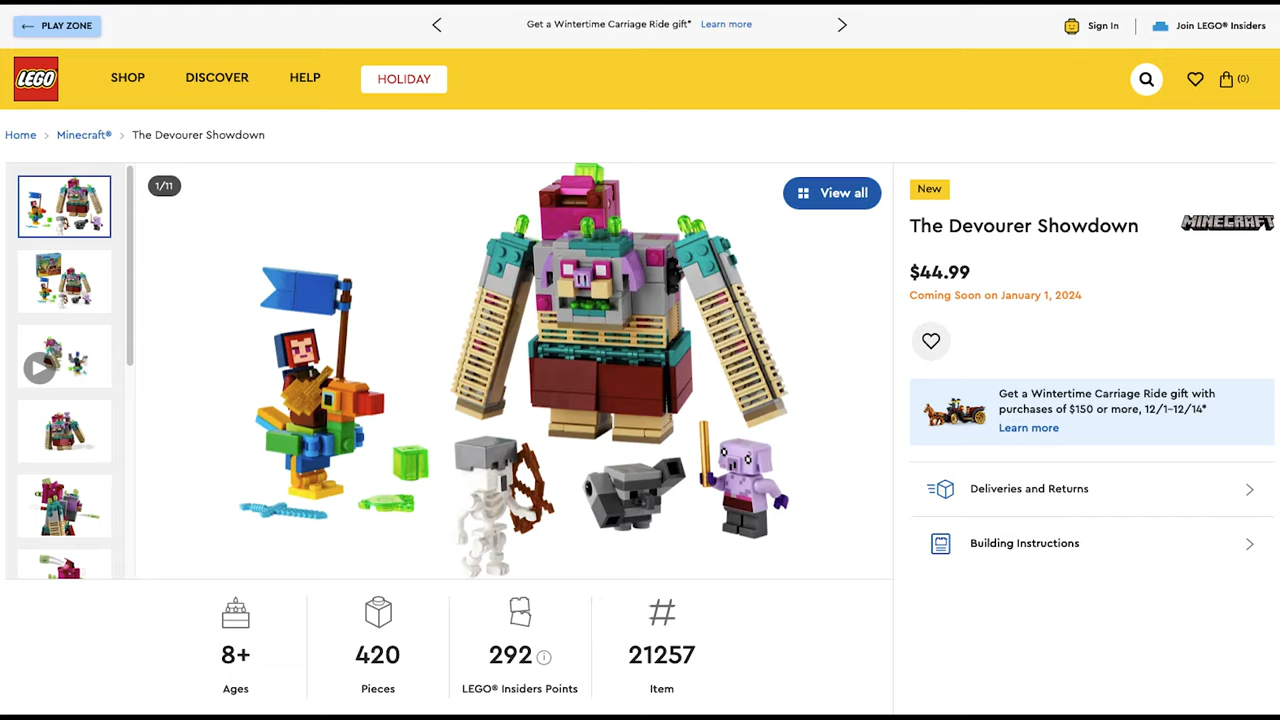 ← PLAY ZONE
Get a Wintertime Carriage Ride gift* Learn more
Sign In
Join LEGO® Insiders
LEGO
SHOP
DISCOVER
HELP
HOLIDAY
(0)
Home > Minecraft® > The Devourer Showdown
1/11
View all
New
The Devourer Showdown
MINECRAFT
$44.99
Coming Soon on January 1, 2024
Get a Wintertime Carriage Ride gift with
purchases of $150 or more, 12/1-12/14*
Learn more
Deliveries and Returns
Building Instructions
8+
Ages
420
Pieces
292
LEGO® Insiders Points
#
21257
Item